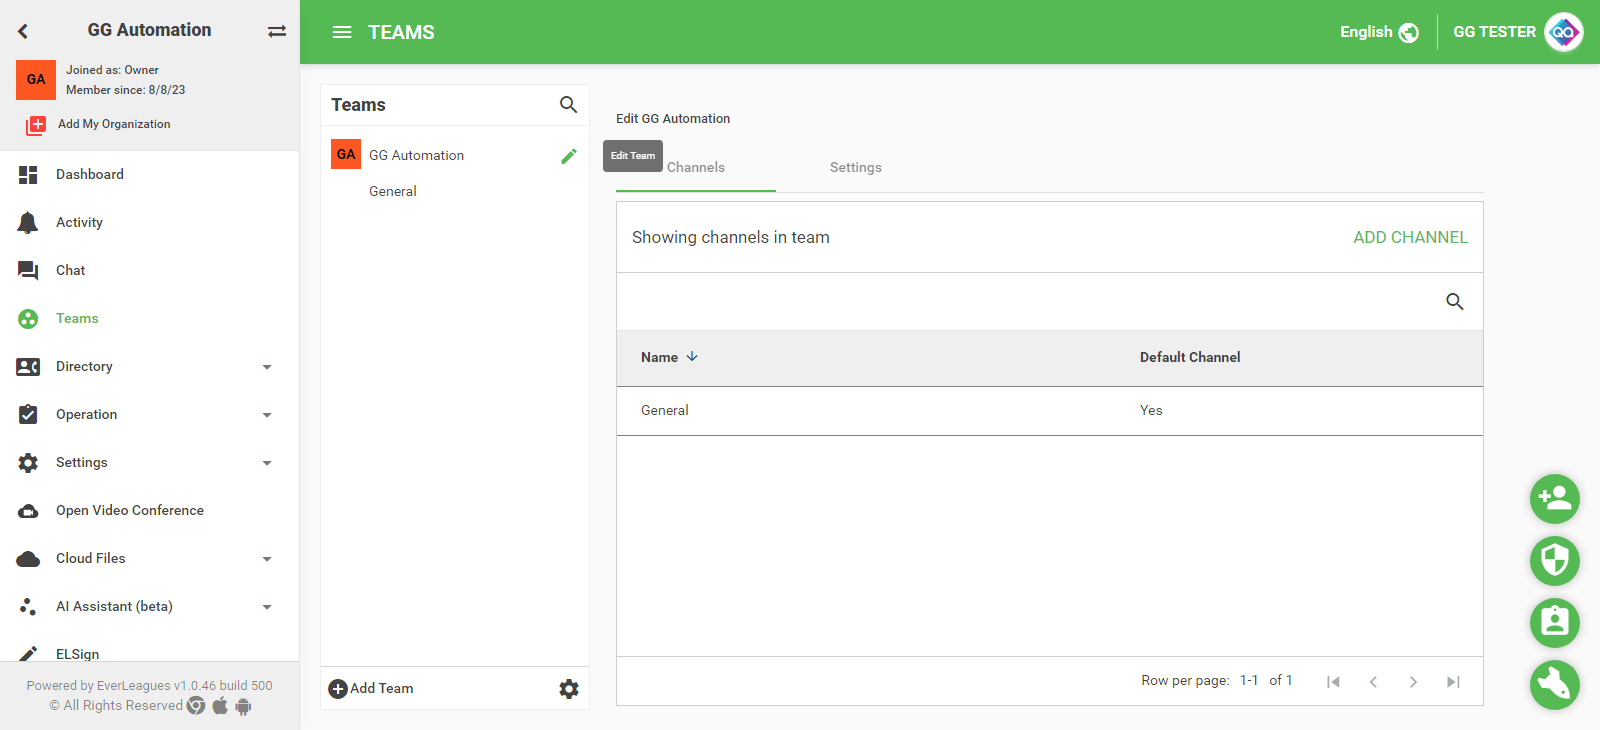 GG Automation
GA
Joined as: Owner
Member since: 8/8/23
Add My Organization
Dashboard
Activity
Chat
Teams
Directory
Operation
Settings
Open Video Conference
Cloud Files
AI Assistant (beta)
ELSign
Powered by EverLeagues v1.0.46 build 500
© All Rights Reserved
TEAMS
English
GG TESTER
QA
Teams
GA GG Automation
General
Add Team
Edit GG Automation
Edit Team
Channels Settings
Showing channels in team ADD CHANNEL
Name Default Channel
General Yes
Row per page: 1-1 of 1